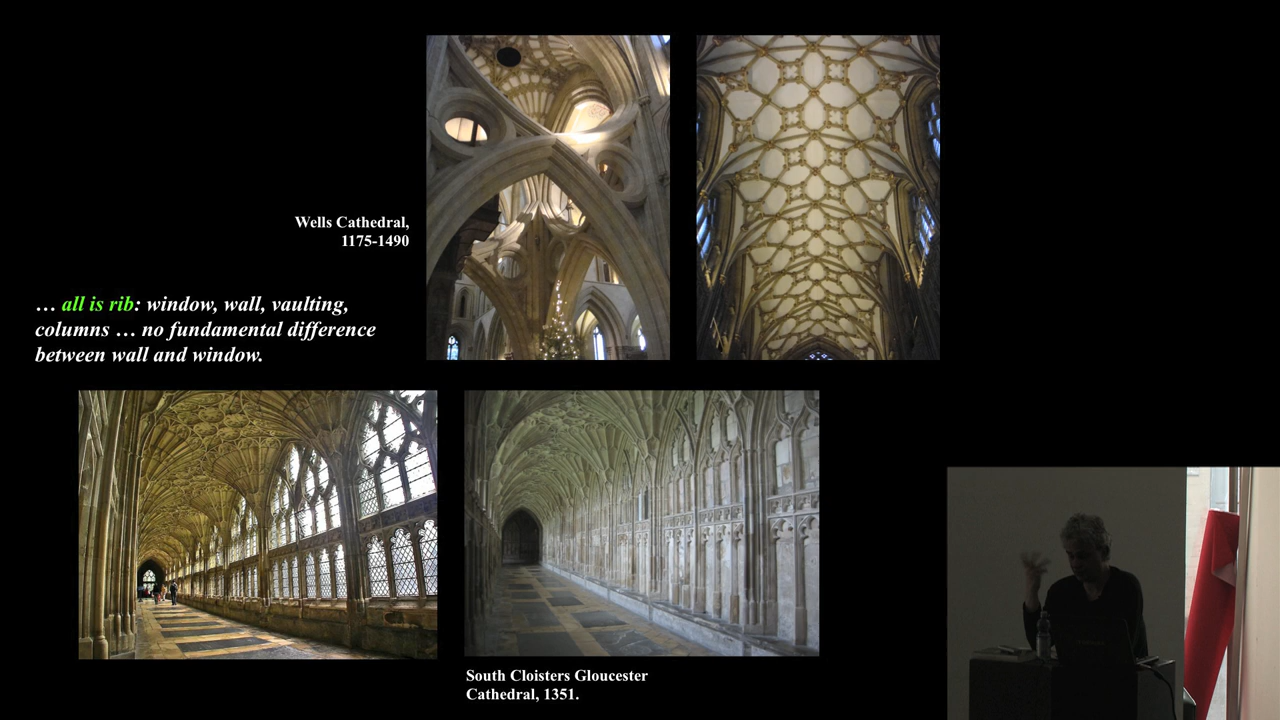 Wells Cathedral,
1175-1490
… all is rib: window, wall, vaulting,
columns … no fundamental difference
between wall and window.
South Cloisters Gloucester
Cathedral, 1351.